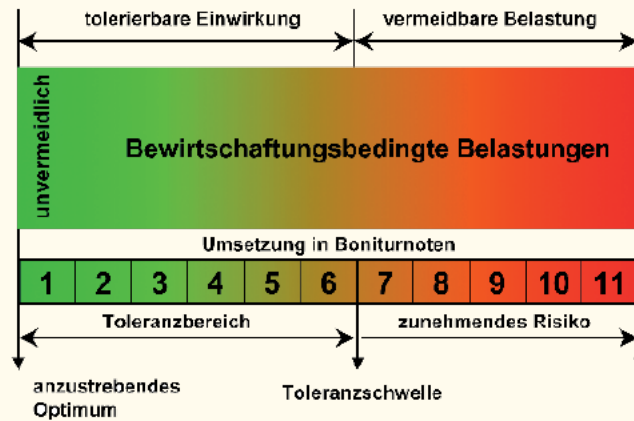 tolerierbare Einwirkung
vermeidbare Belastung
unvermeidlich
Bewirtschaftungsbedingte Belastungen
Umsetzung in Boniturnoten
1 2 3 4 5 6 7 8 9 10 11
Toleranzbereich
zunehmendes Risiko
anzustrebendes
Optimum
Toleranzschwelle